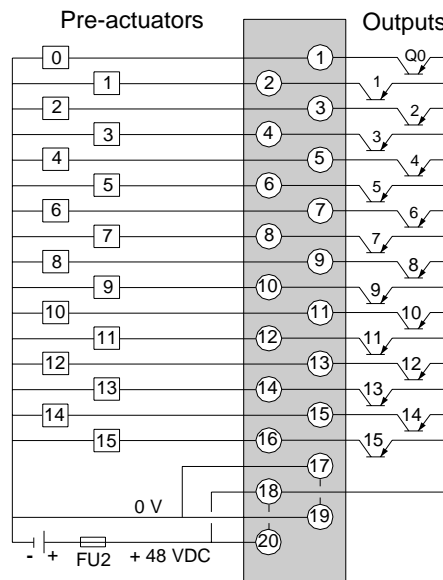 Pre-actuators Outputs
0 1 Q0
1 2 1
2 3 2
3 4 3
4 5 4
5 6 5
6 7 6
7 8 7
8 9 8
9 10 9
10 11 10
11 12 11
12 13 12
13 14 13
14 15 14
15 16 15
17
18
0 V 19
- + FU2 + 48 VDC 20